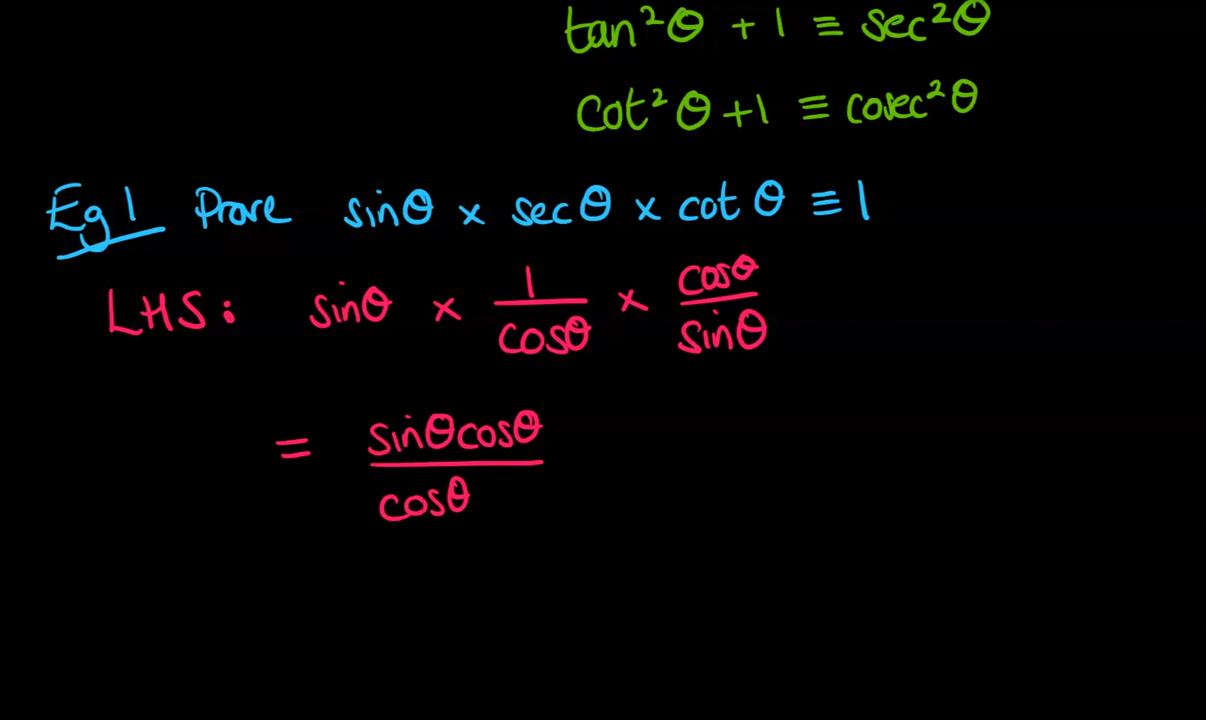 tan²θ + 1 ≡ sec²θ
cot²θ + 1 ≡ cosec²θ
Eg 1 Prove sinθ × secθ × cot θ ≡ 1
LHS: sinθ × 1/cosθ × cosθ/sinθ
= sinθcosθ/cosθ